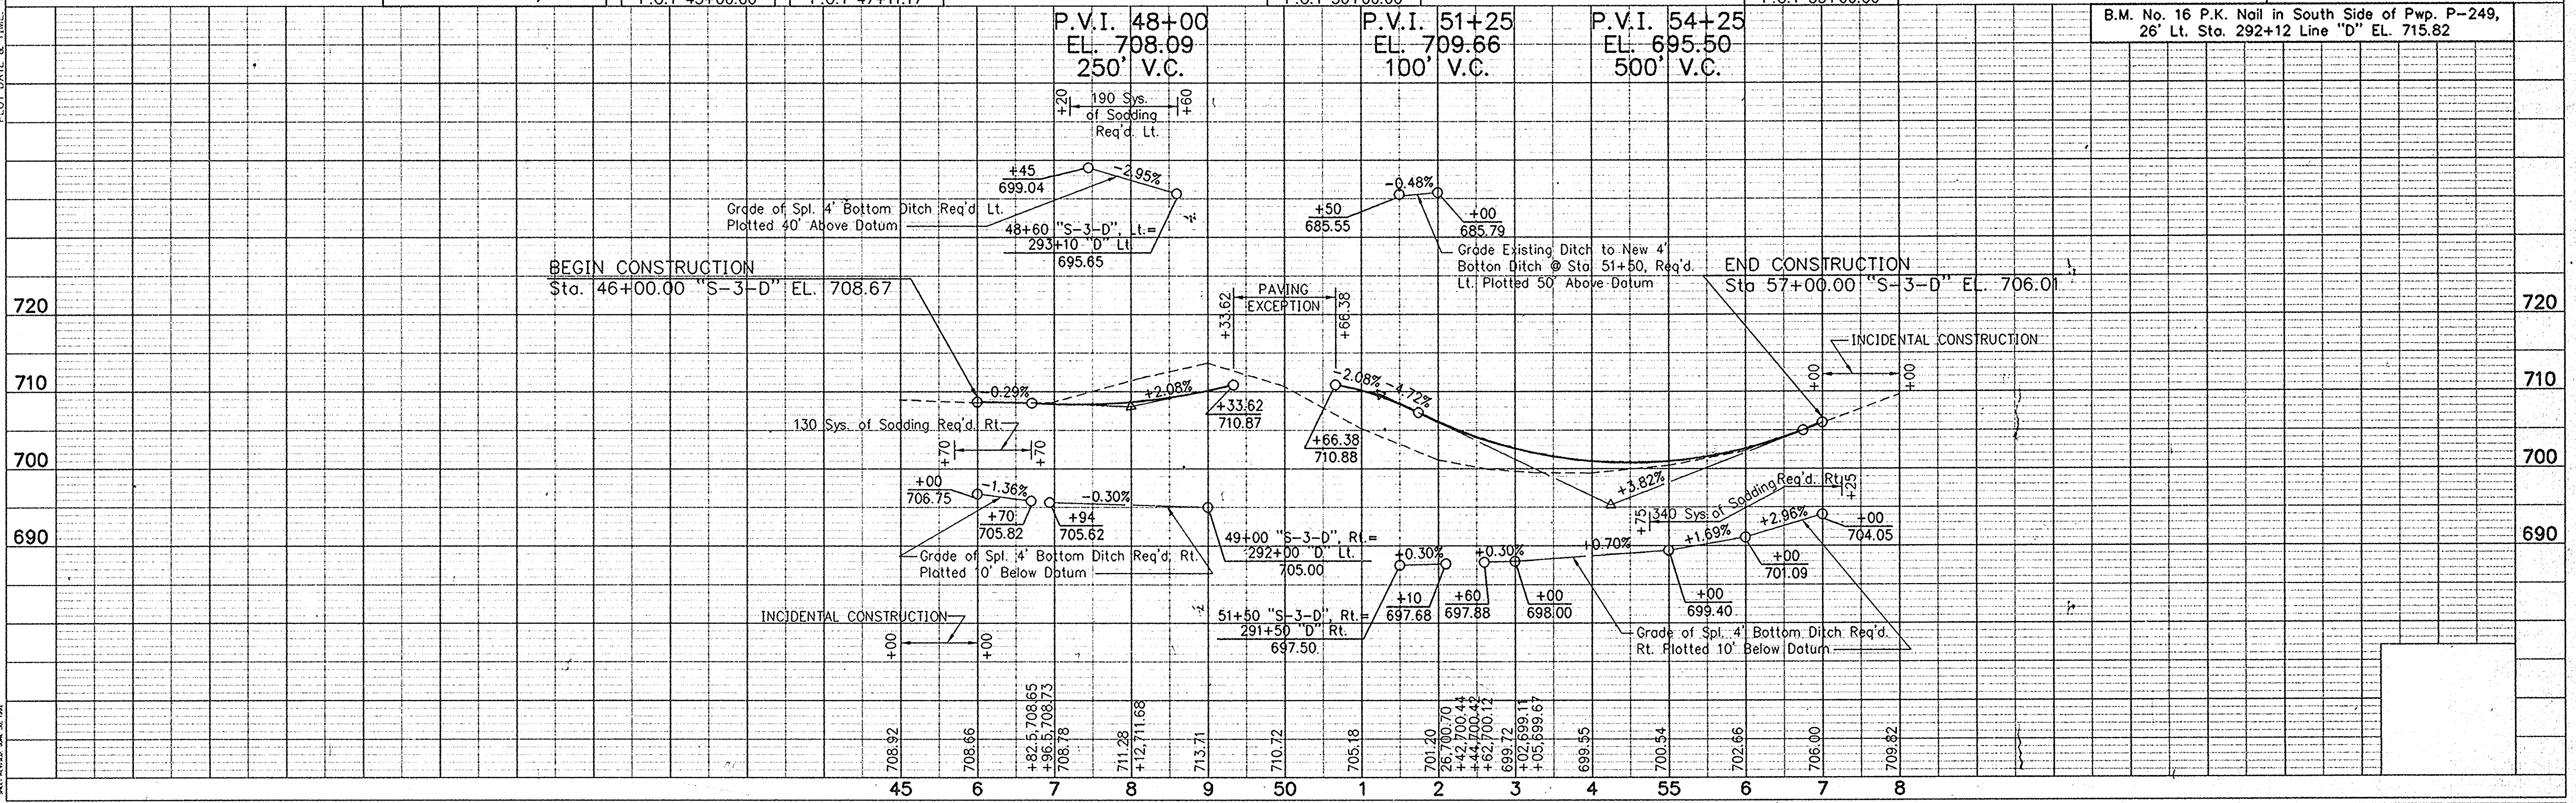 P.V.I. 48+00
EL. 708.09
250' V.C.
P.V.I. 51+25
EL. 709.66
100' V.C.
P.V.I. 54+25
EL. 695.50
500' V.C.
B.M. No. 16 P.K. Nail in South Side of Pwp. P-249,
26' Lt. Sta. 292+12 Line "D" EL. 715.82
+20
190 Sys.
of Sodding
Req'd. Lt.
+60
+45
699.04
-2.95%
Grade of Spl. 4' Bottom Ditch Req'd. Lt.
Plotted 40' Above Datum
48+60 "S-3-D", Lt.=
293+10 "D" Lt.
695.65
-0.48%
+50
685.55
+00
685.79
Grade Existing Ditch to New 4'
Botton Ditch @ Sta. 51+50, Req'd.
Lt. Plotted 50' Above Datum
BEGIN CONSTRUCTION
Sta. 46+00.00 "S-3-D" EL. 708.67
END CONSTRUCTION
Sta 57+00.00 "S-3-D" EL. 706.01
PAVING
EXCEPTION
+33.62
+66.38
720
720
INCIDENTAL CONSTRUCTION
+00
+00
710
710
-0.29%
+2.08%
-2.08%
-4.72%
+33.62
710.87
+66.38
710.88
130 Sys. of Sodding Req'd. Rt.
+70
+70
700
700
+3.82%
340 Sys. of Sodding Req'd. Rt.
+75
+25
+00
706.75
-1.36%
-0.30%
+70
705.82
+94
705.62
690
690
49+00 "S-3-D", Rt.=
292+00 "D" Lt.
705.00
Grade of Spl. 4' Bottom Ditch Req'd. Rt.
Plotted 10' Below Datum
+0.30%
+0.30%
+0.70%
+1.69%
+2.96%
+00
704.05
+00
701.09
+00
699.40
+10
697.68
+60
697.88
+00
698.00
51+50 "S-3-D", Rt.=
291+50 "D" Rt.
697.50
INCIDENTAL CONSTRUCTION
+00
+00
Grade of Spl. 4' Bottom Ditch Req'd.
Rt. Plotted 10' Below Datum
708.92
708.66
+82.5,708.65
+96.5,708.73
708.78
711.28
+12,711.68
713.71
710.72
705.18
701.20
26,700.70
+42,700.44
+44,700.42
+62,700.12
699.72
+02,699.11
+05,699.67
699.55
700.54
702.66
706.00
709.82
45 6 7 8 9 50 1 2 3 4 55 6 7 8